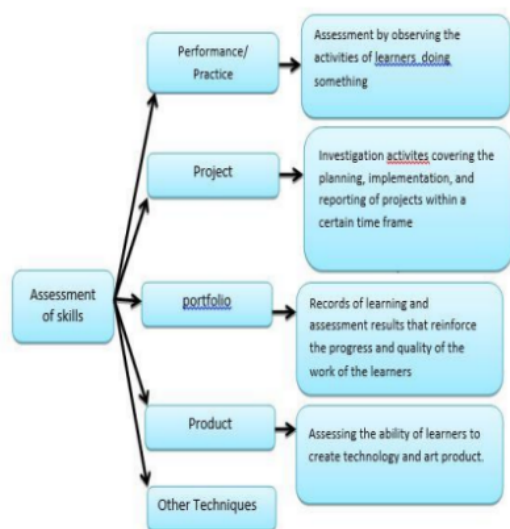 Performance/
Practice
Assessment by observing the
activities of learners doing
something
Project
Investigation activites covering the
planning, implementation, and
reporting of projects within a
certain time frame
Assessment
of skills
portfolio
Records of learning and
assessment results that reinforce
the progress and quality of the
work of the learners
Product
Assessing the ability of learners to
create technology and art product.
Other Techniques